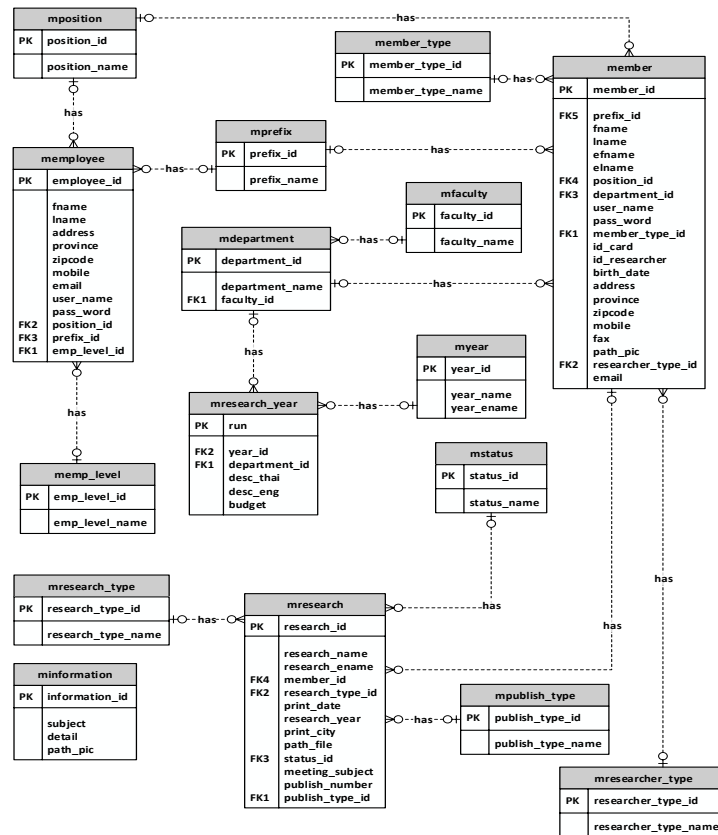 mposition
PK position_id
position_name
has
member_type
PK member_type_id
member_type_name
has
member
PK member_id
FK5 prefix_id
fname
lname
efname
elname
FK4 position_id
FK3 department_id
user_name
pass_word
FK1 member_type_id
id_card
id_researcher
birth_date
address
province
zipcode
mobile
fax
path_pic
FK2 researcher_type_id
email
has
mprefix
PK prefix_id
prefix_name
has
has
memployee
PK employee_id
fname
lname
address
province
zipcode
mobile
email
user_name
pass_word
FK2 position_id
FK3 prefix_id
FK1 emp_level_id
mfaculty
PK faculty_id
faculty_name
has
mdepartment
PK department_id
department_name
FK1 faculty_id
has
has
myear
PK year_id
year_name
year_ename
has
mresearch_year
PK run
FK2 year_id
FK1 department_id
desc_thai
desc_eng
budget
has
memp_level
PK emp_level_id
emp_level_name
mstatus
PK status_id
status_name
has
has
has
mresearch_type
PK research_type_id
research_type_name
has
mresearch
PK research_id
research_name
research_ename
FK4 member_id
FK2 research_type_id
print_date
research_year
print_city
path_file
FK3 status_id
meeting_subject
publish_number
FK1 publish_type_id
minformation
PK information_id
subject
detail
path_pic
has
mpublish_type
PK publish_type_id
publish_type_name
mresearcher_type
PK researcher_type_id
researcher_type_name